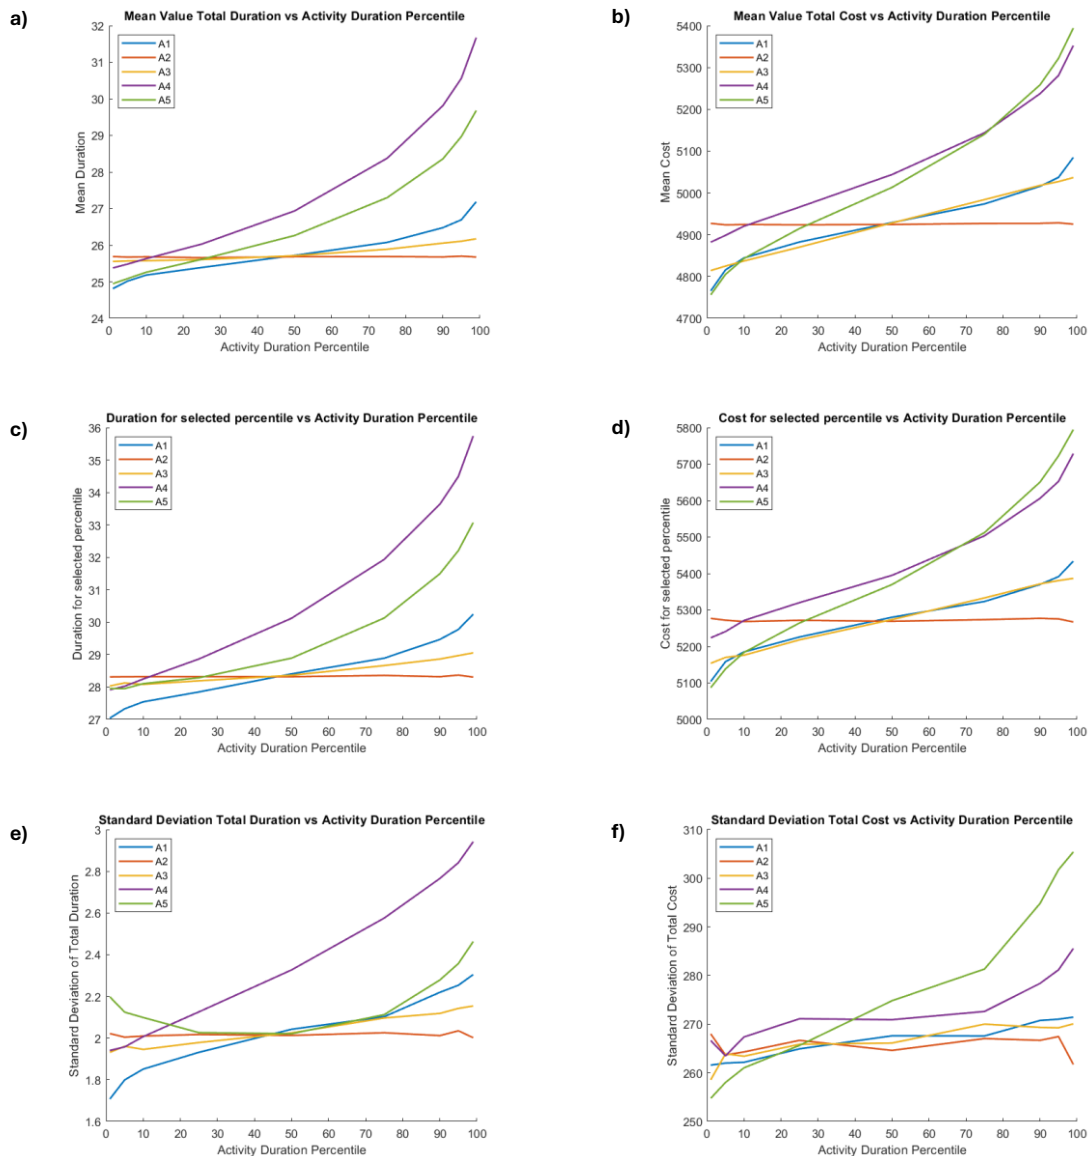 a)
Mean Value Total Duration vs Activity Duration Percentile
32
31
30
29
28
27
26
25
24
Mean Duration
A1
A2
A3
A4
A5
0 10 20 30 40 50 60 70 80 90 100
Activity Duration Percentile
b)
Mean Value Total Cost vs Activity Duration Percentile
5400
5300
5200
5100
5000
4900
4800
4700
Mean Cost
A1
A2
A3
A4
A5
0 10 20 30 40 50 60 70 80 90 100
Activity Duration Percentile
c)
Duration for selected percentile vs Activity Duration Percentile
36
35
34
33
32
31
30
29
28
27
Duration for selected percentile
A1
A2
A3
A4
A5
0 10 20 30 40 50 60 70 80 90 100
Activity Duration Percentile
d)
Cost for selected percentile vs Activity Duration Percentile
5800
5700
5600
5500
5400
5300
5200
5100
5000
Cost for selected percentile
A1
A2
A3
A4
A5
0 10 20 30 40 50 60 70 80 90 100
Activity Duration Percentile
e)
Standard Deviation Total Duration vs Activity Duration Percentile
3
2.8
2.6
2.4
2.2
2
1.8
1.6
Standard Deviation of Total Duration
A1
A2
A3
A4
A5
0 10 20 30 40 50 60 70 80 90 100
Activity Duration Percentile
f)
Standard Deviation Total Cost vs Activity Duration Percentile
310
300
290
280
270
260
250
Standard Deviation of Total Cost
A1
A2
A3
A4
A5
0 10 20 30 40 50 60 70 80 90 100
Activity Duration Percentile